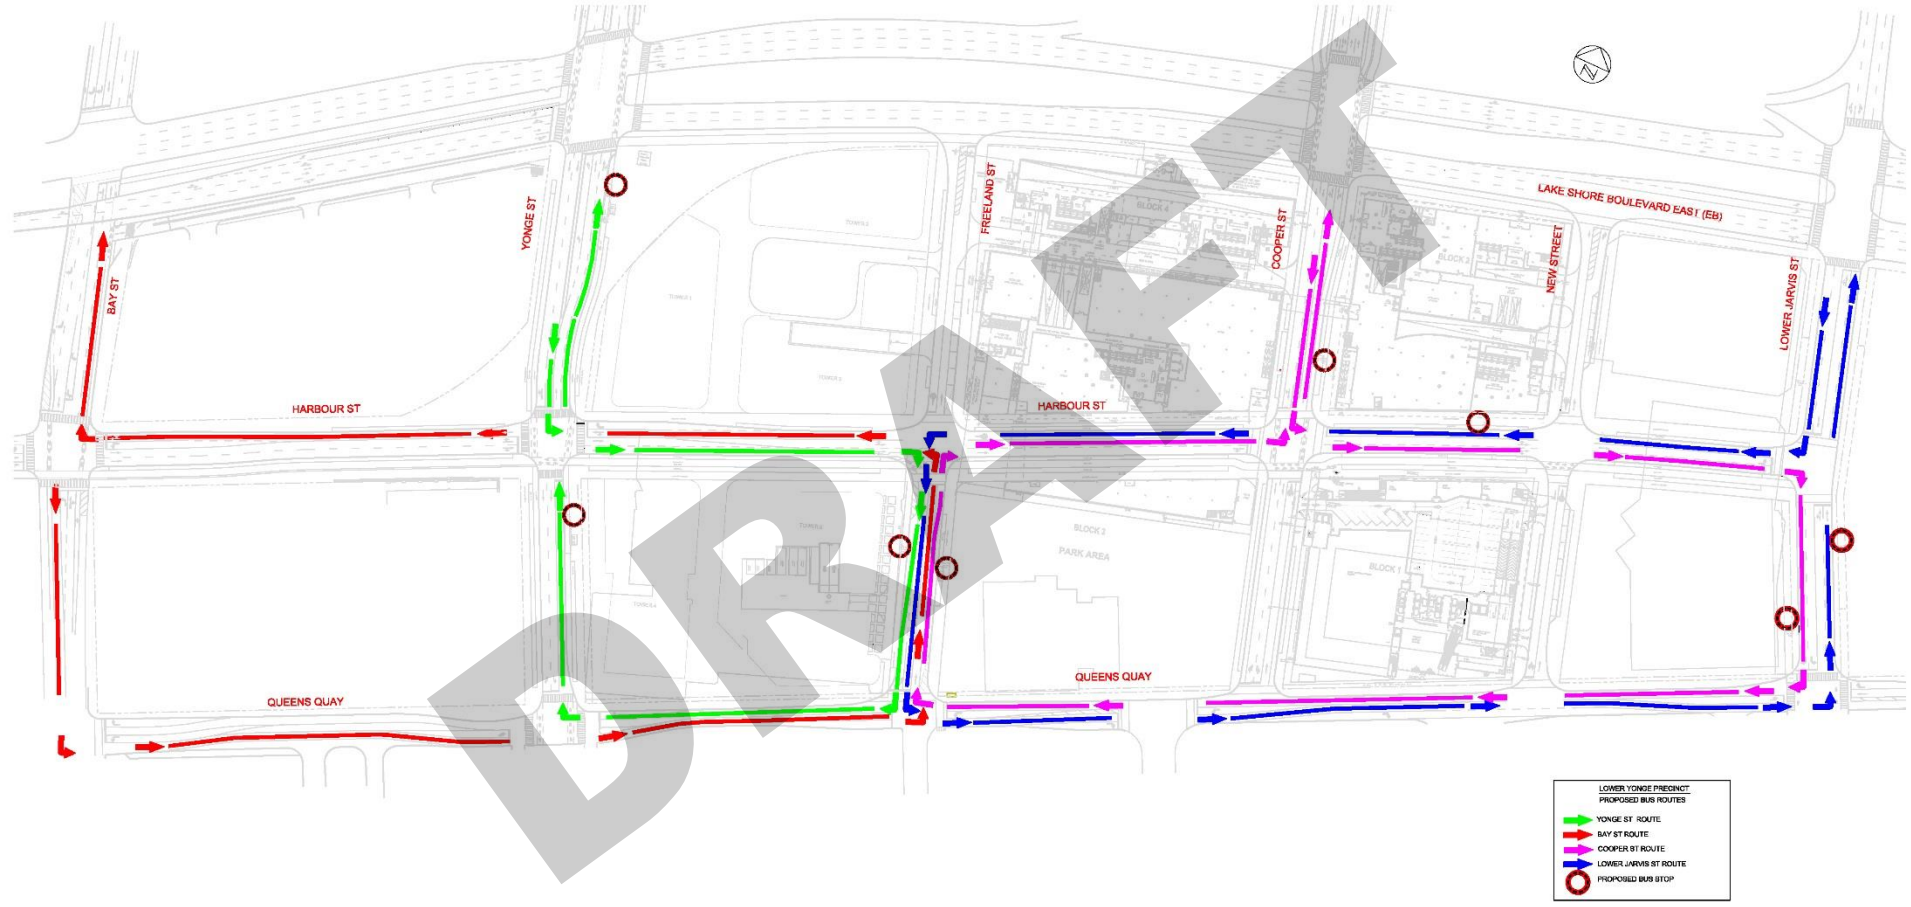 DRAFT
YONGE ST
BAY ST
FREELAND ST
COOPER ST
NEW STREET
LAKE SHORE BOULEVARD EAST (EB)
LOWER JARVIS ST
BLOCK 4
HARBOUR ST
HARBOUR ST
BLOCK 2
PARK AREA
BLOCK 1
QUEENS QUAY
QUEENS QUAY
LOWER YONGE PRECINCT
PROPOSED BUS ROUTES
YONGE ST ROUTE
BAY ST ROUTE
COOPER ST ROUTE
LOWER JARVIS ST ROUTE
PROPOSED BUS STOP